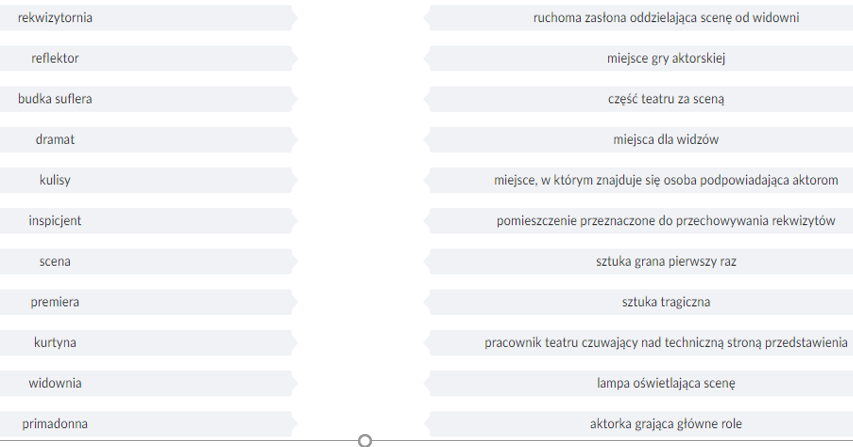 rekwizytornia
ruchoma zasłona oddzielająca scenę od widowni
reflektor
miejsce gry aktorskiej
budka suflera
część teatru za sceną
dramat
miejsca dla widzów
kulisy
miejsce, w którym znajduje się osoba podpowiadająca aktorom
inspicjent
pomieszczenie przeznaczone do przechowywania rekwizytów
scena
sztuka grana pierwszy raz
premiera
sztuka tragiczna
kurtyna
pracownik teatru czuwający nad techniczną stroną przedstawienia
widownia
lampa oświetlająca scenę
primadonna
aktorka grająca główne role